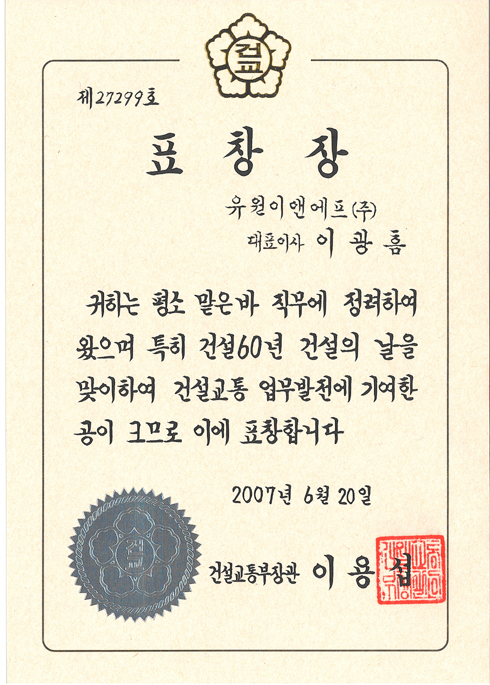 건교
제27299호
표창장
유원이앤에프(주)
대표이사 이광흠
귀하는 평소 맡은바 직무에 정려하여
왔으며 특히 건설60년 건설의 날을
맞이하여 건설교통 업무발전에 기여한
공이 크므로 이에 표창합니다
2007년 6월 20일
건설교통부장관 이용섭